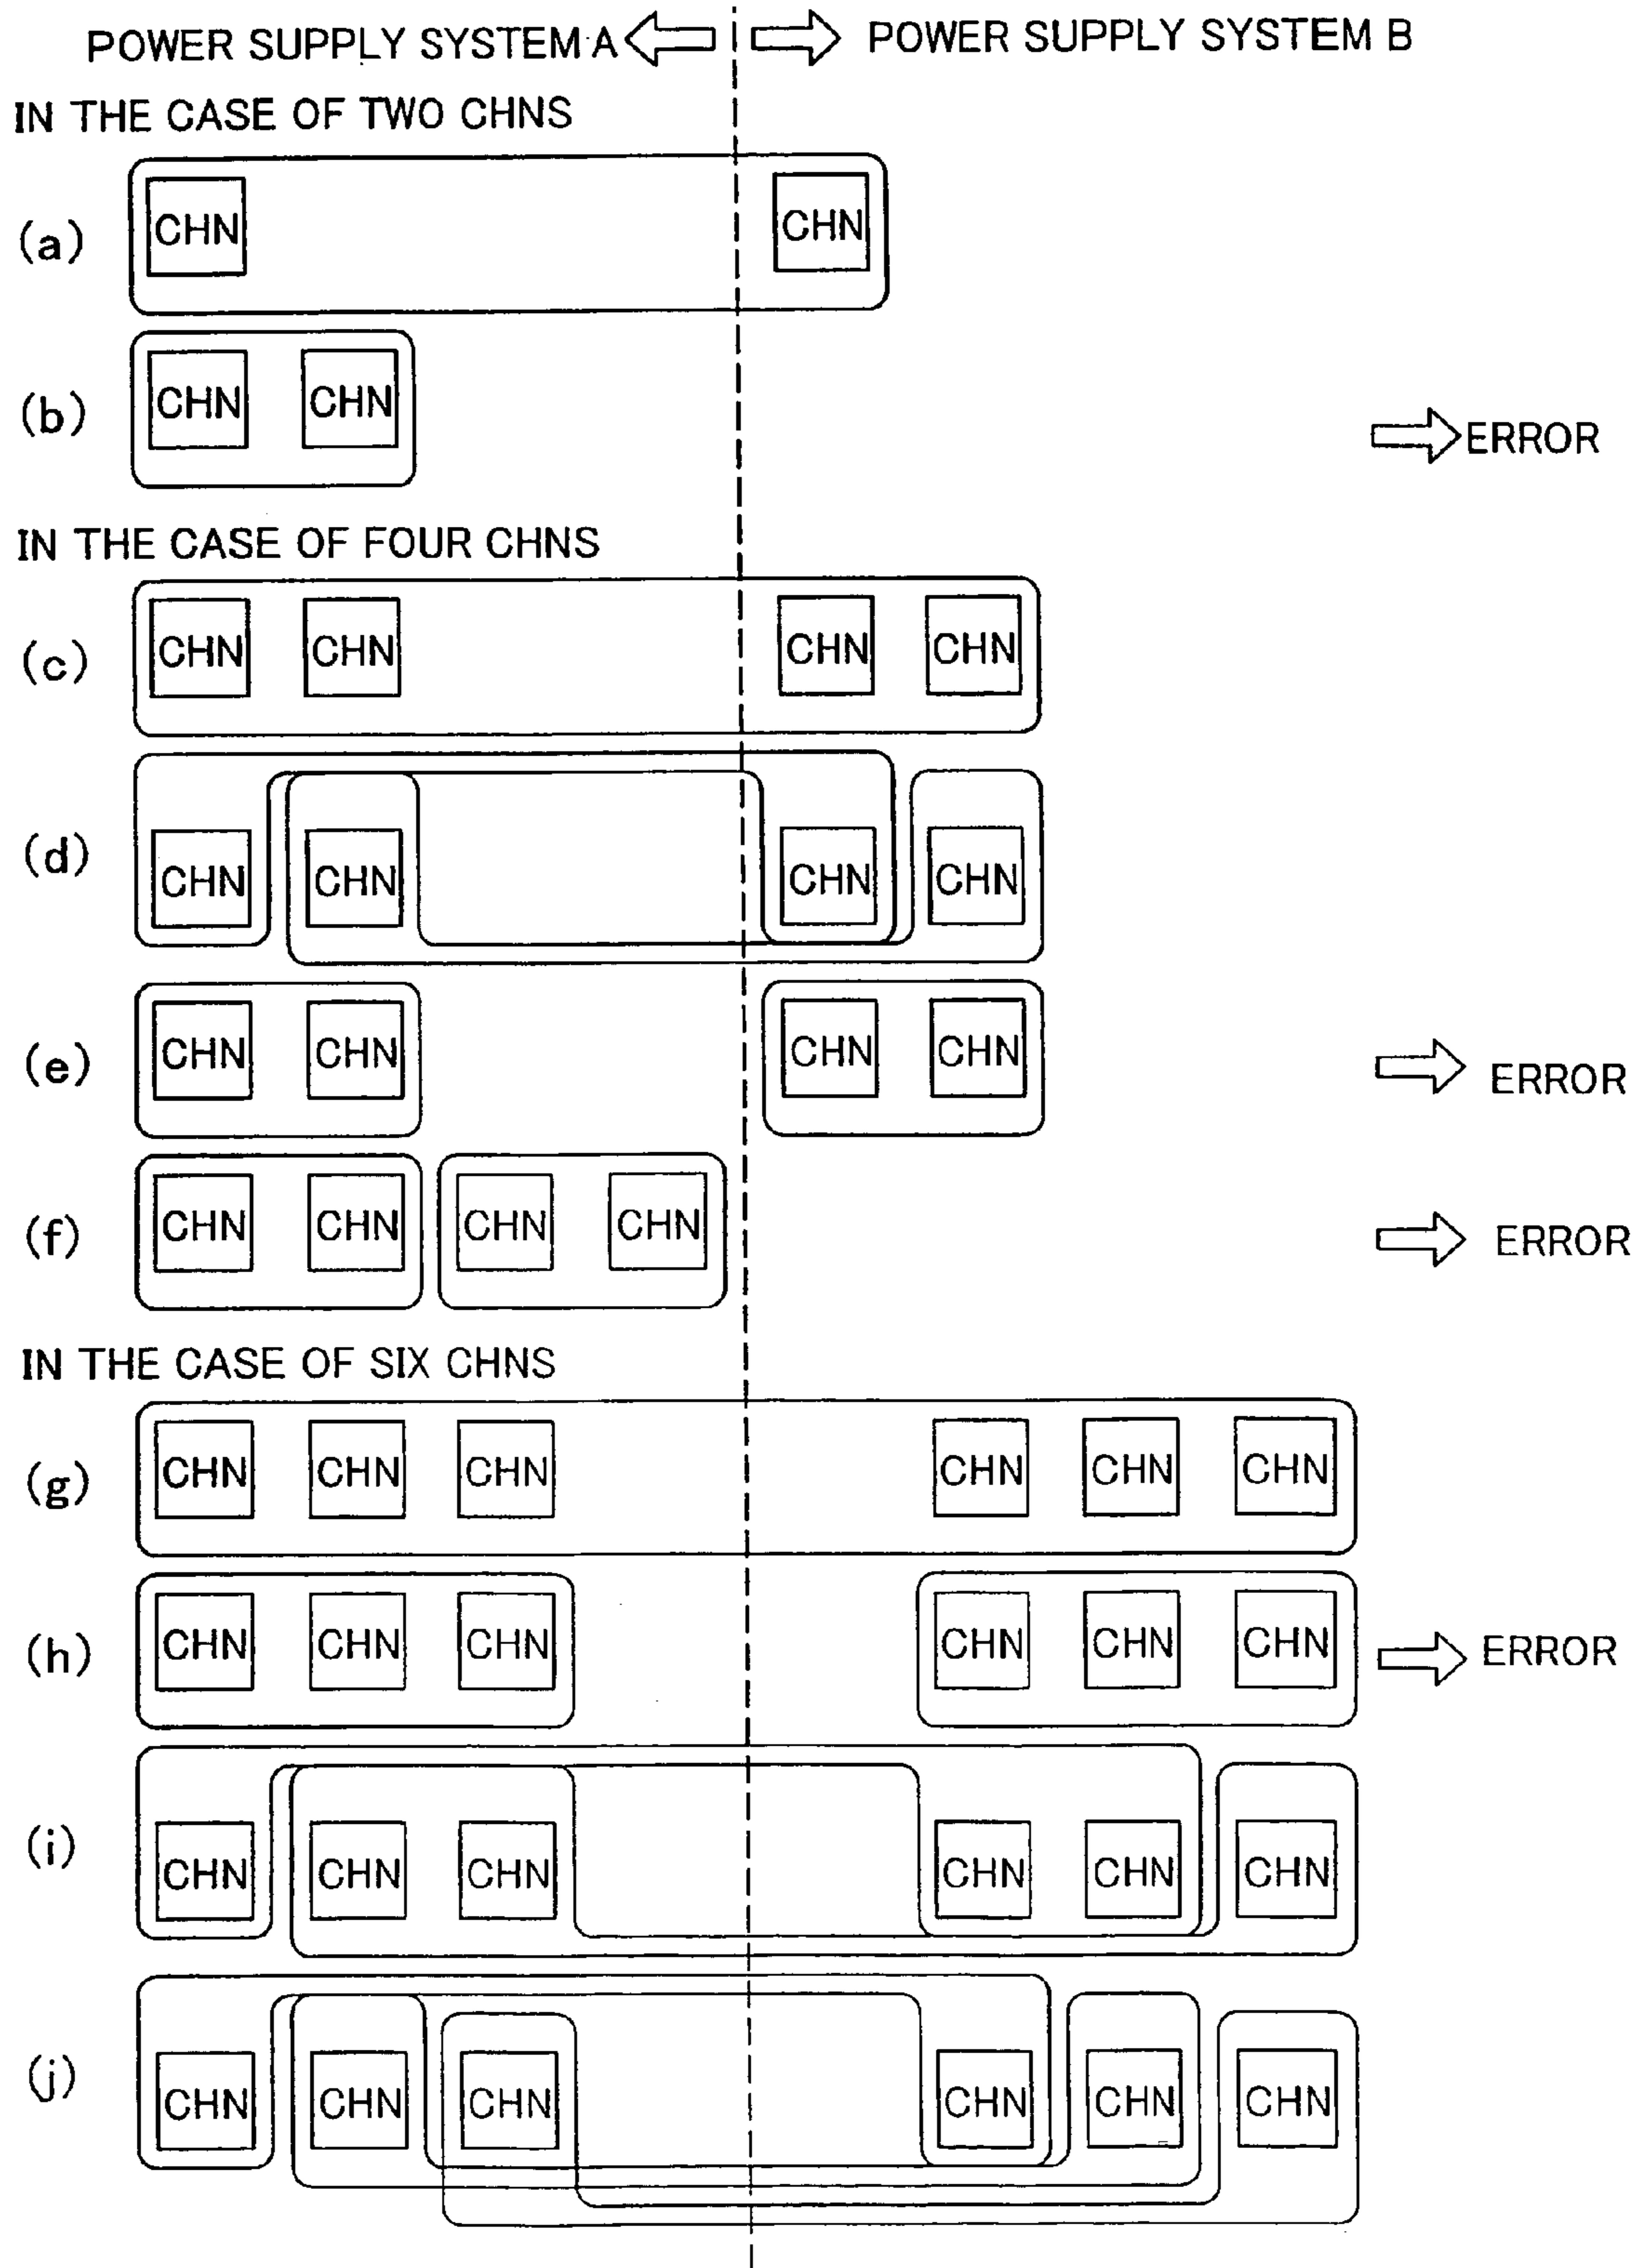 POWER SUPPLY SYSTEM A POWER SUPPLY SYSTEM B
IN THE CASE OF TWO CHNS
(a) CHN CHN
(b) CHN CHN ERROR
IN THE CASE OF FOUR CHNS
(c) CHN CHN CHN CHN
(d) CHN CHN CHN CHN
(e) CHN CHN CHN CHN ERROR
(f) CHN CHN CHN CHN ERROR
IN THE CASE OF SIX CHNS
(g) CHN CHN CHN CHN CHN CHN
(h) CHN CHN CHN CHN CHN CHN ERROR
(i) CHN CHN CHN CHN CHN CHN
(j) CHN CHN CHN CHN CHN CHN